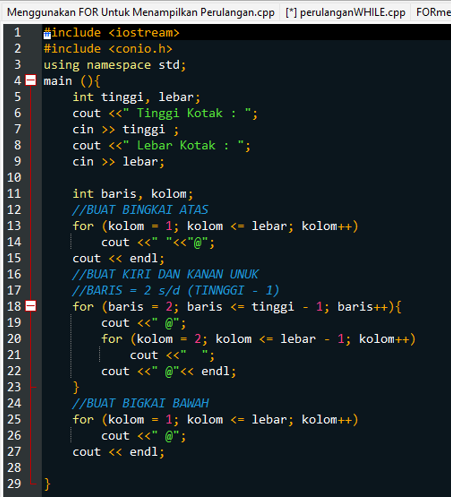 Menggunakan FOR Untuk Menampilkan Perulangan.cpp [*] perulanganWHILE.cpp FORme
1 #include <iostream>
2 #include <conio.h>
3 using namespace std;
4 main (){
5 int tinggi, lebar;
6 cout <<" Tinggi Kotak : ";
7 cin >> tinggi ;
8 cout <<" Lebar Kotak : ";
9 cin >> lebar;
10
11 int baris, kolom;
12 //BUAT BINGKAI ATAS
13 for (kolom = 1; kolom <= lebar; kolom++)
14 cout <<" "<<"@";
15 cout << endl;
16 //BUAT KIRI DAN KANAN UNUK
17 //BARIS = 2 s/d (TINNGGI - 1)
18 for (baris = 2; baris <= tinggi - 1; baris++){
19 cout <<" @";
20 for (kolom = 2; kolom <= lebar - 1; kolom++)
21 cout <<"  ";
22 cout <<" @"<< endl;
23 }
24 //BUAT BIGKAI BAWAH
25 for (kolom = 1; kolom <= lebar; kolom++)
26 cout <<" @";
27 cout << endl;
28
29 }